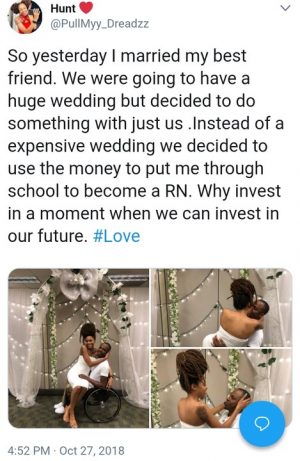 Hunt❤
@PullMyy_Dreadzz
So yesterday I married my best
friend. We were going to have a
huge wedding but decided to do
something with just us .Instead of a
expensive wedding we decided to
use the money to put me through
school to become a RN. Why invest
in a moment when we can invest in
our future. #Love
4:52 PM · Oct 27, 2018